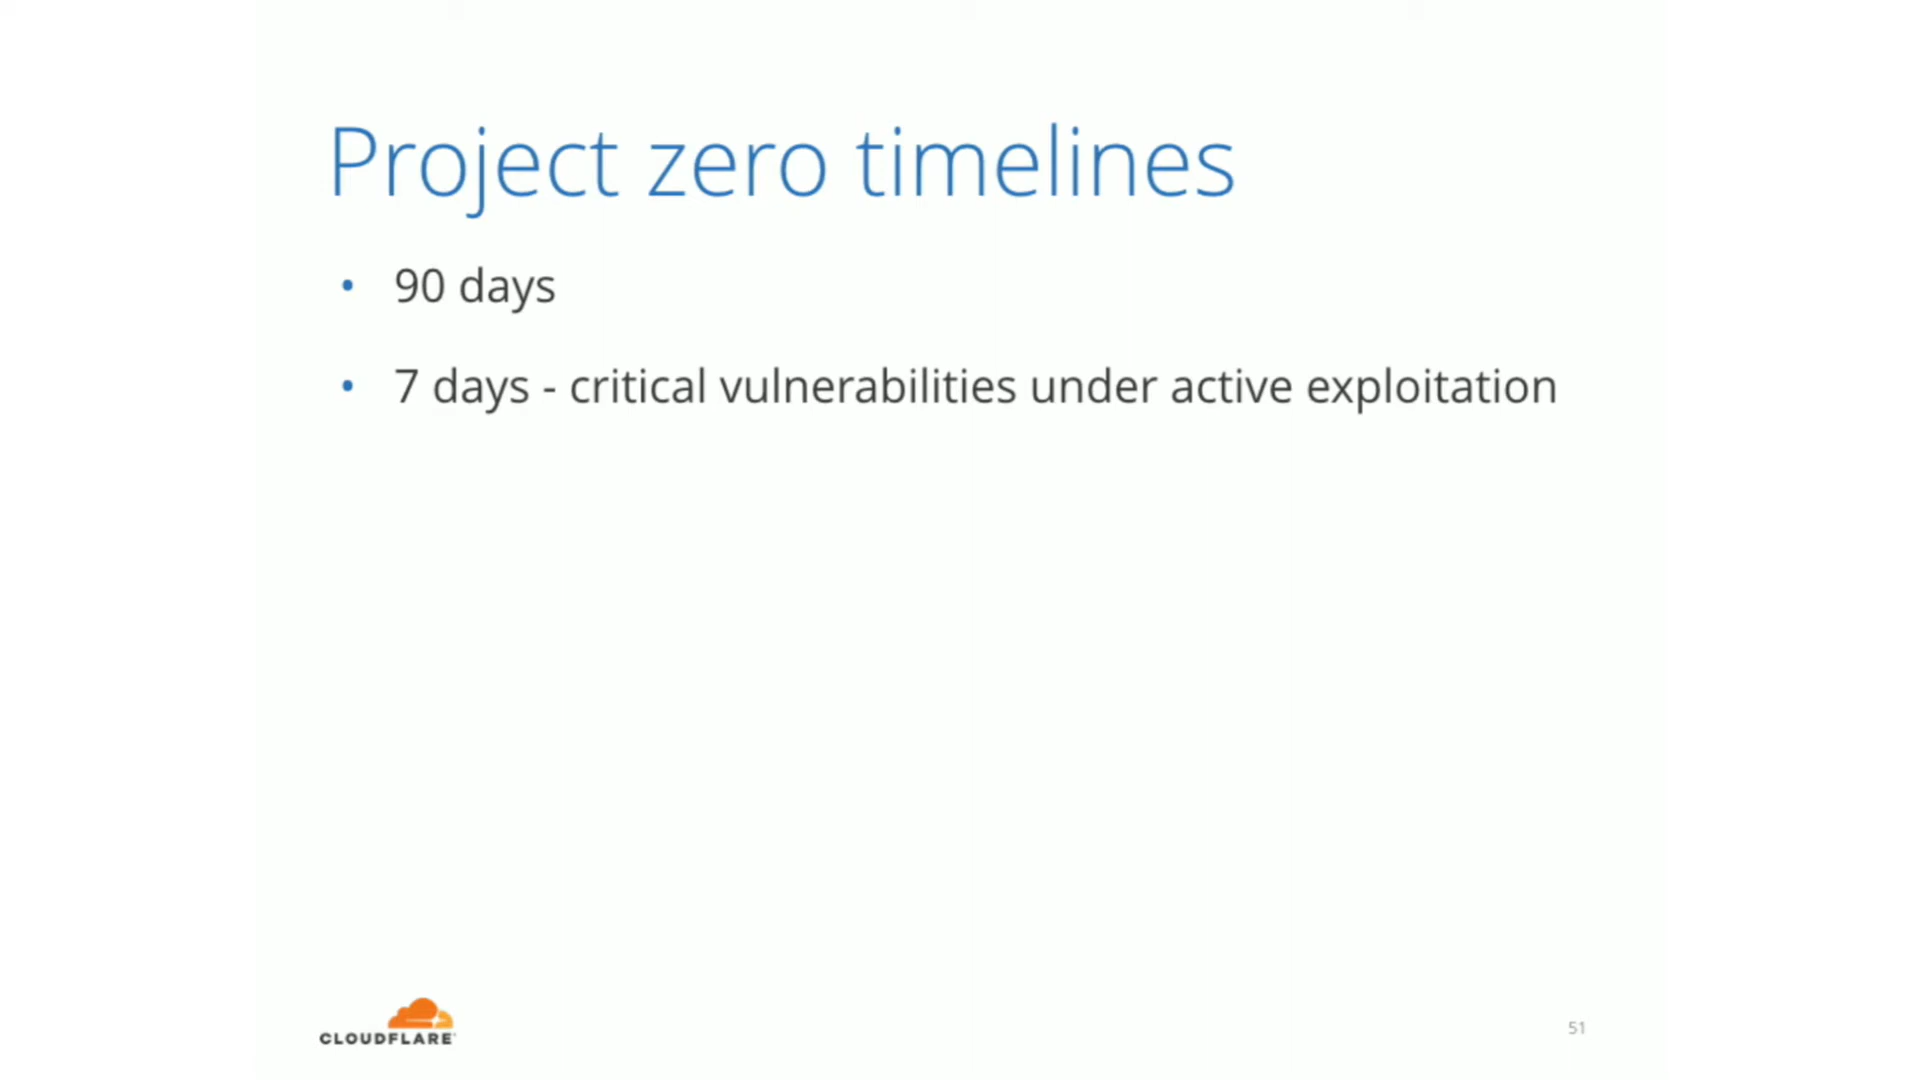 Project zero timelines
• 90 days
• 7 days - critical vulnerabilities under active exploitation
CLOUDFLARE
51